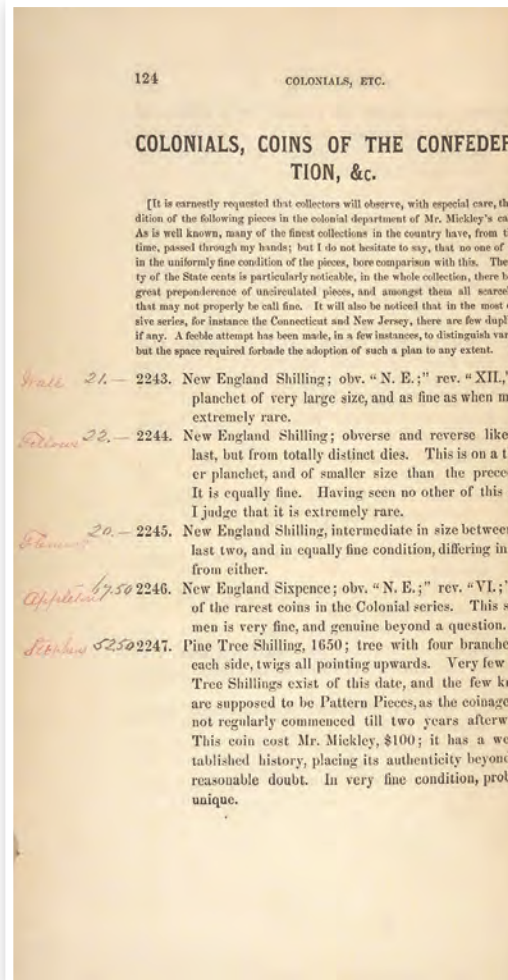 124
COLONIALS, ETC.
COLONIALS, COINS OF THE CONFEDER
TION, &c.
[It is earnestly requested that collectors will observe, with especial care, th
dition of the following pieces in the colonial department of Mr. Mickley's ca
As is well known, many of the finest collections in the country have, from t
time, passed through my hands; but I do not hesitate to say, that no one of
in the uniformly fine condition of the pieces, bore comparison with this. The
ty of the State cents is particularly noticable, in the whole collection, there b
great preponderence of uncirculated pieces, and amongst them all scarcel
that may not properly be call fine. It will also be noticed that in the most
sive series, for instance the Connecticut and New Jersey, there are few dupl
if any. A feeble attempt has been made, in a few instances, to distinguish var
but the space required forbade the adoption of such a plan to any extent.
21.— 2243. New England Shilling; obv. "N. E.;" rev. "XII,"
planchet of very large size, and as fine as when m
extremely rare.
22.— 2244. New England Shilling; obverse and reverse like
last, but from totally distinct dies. This is on a t
er planchet, and of smaller size than the prece
It is equally fine. Having seen no other of this
I judge that it is extremely rare.
20.— 2245. New England Shilling, intermediate in size between
last two, and in equally fine condition, differing in
from either.
Appleton 67.50 2246. New England Sixpence; obv. "N. E.;" rev. "VI.;"
of the rarest coins in the Colonial series. This s
men is very fine, and genuine beyond a question.
5250 2247. Pine Tree Shilling, 1650; tree with four branche
each side, twigs all pointing upwards. Very few
Tree Shillings exist of this date, and the few k
are supposed to be Pattern Pieces, as the coinage
not regularly commenced till two years afterw
This coin cost Mr. Mickley, $100; it has a we
tablished history, placing its authenticity beyond
reasonable doubt. In very fine condition, prob
unique.